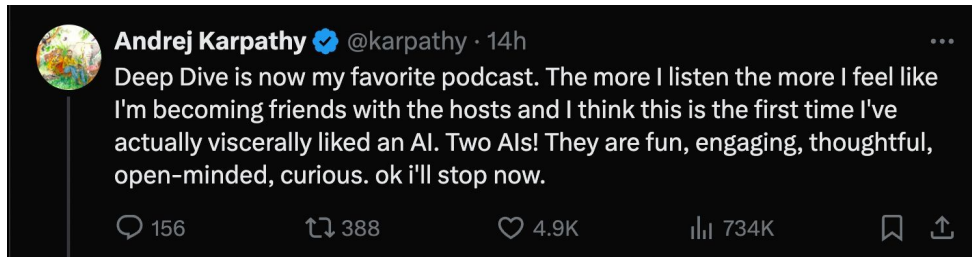 Andrej Karpathy @karpathy · 14h
Deep Dive is now my favorite podcast. The more I listen the more I feel like
I'm becoming friends with the hosts and I think this is the first time I've
actually viscerally liked an AI. Two AIs! They are fun, engaging, thoughtful,
open-minded, curious. ok i'll stop now.
156 388 4.9K 734K